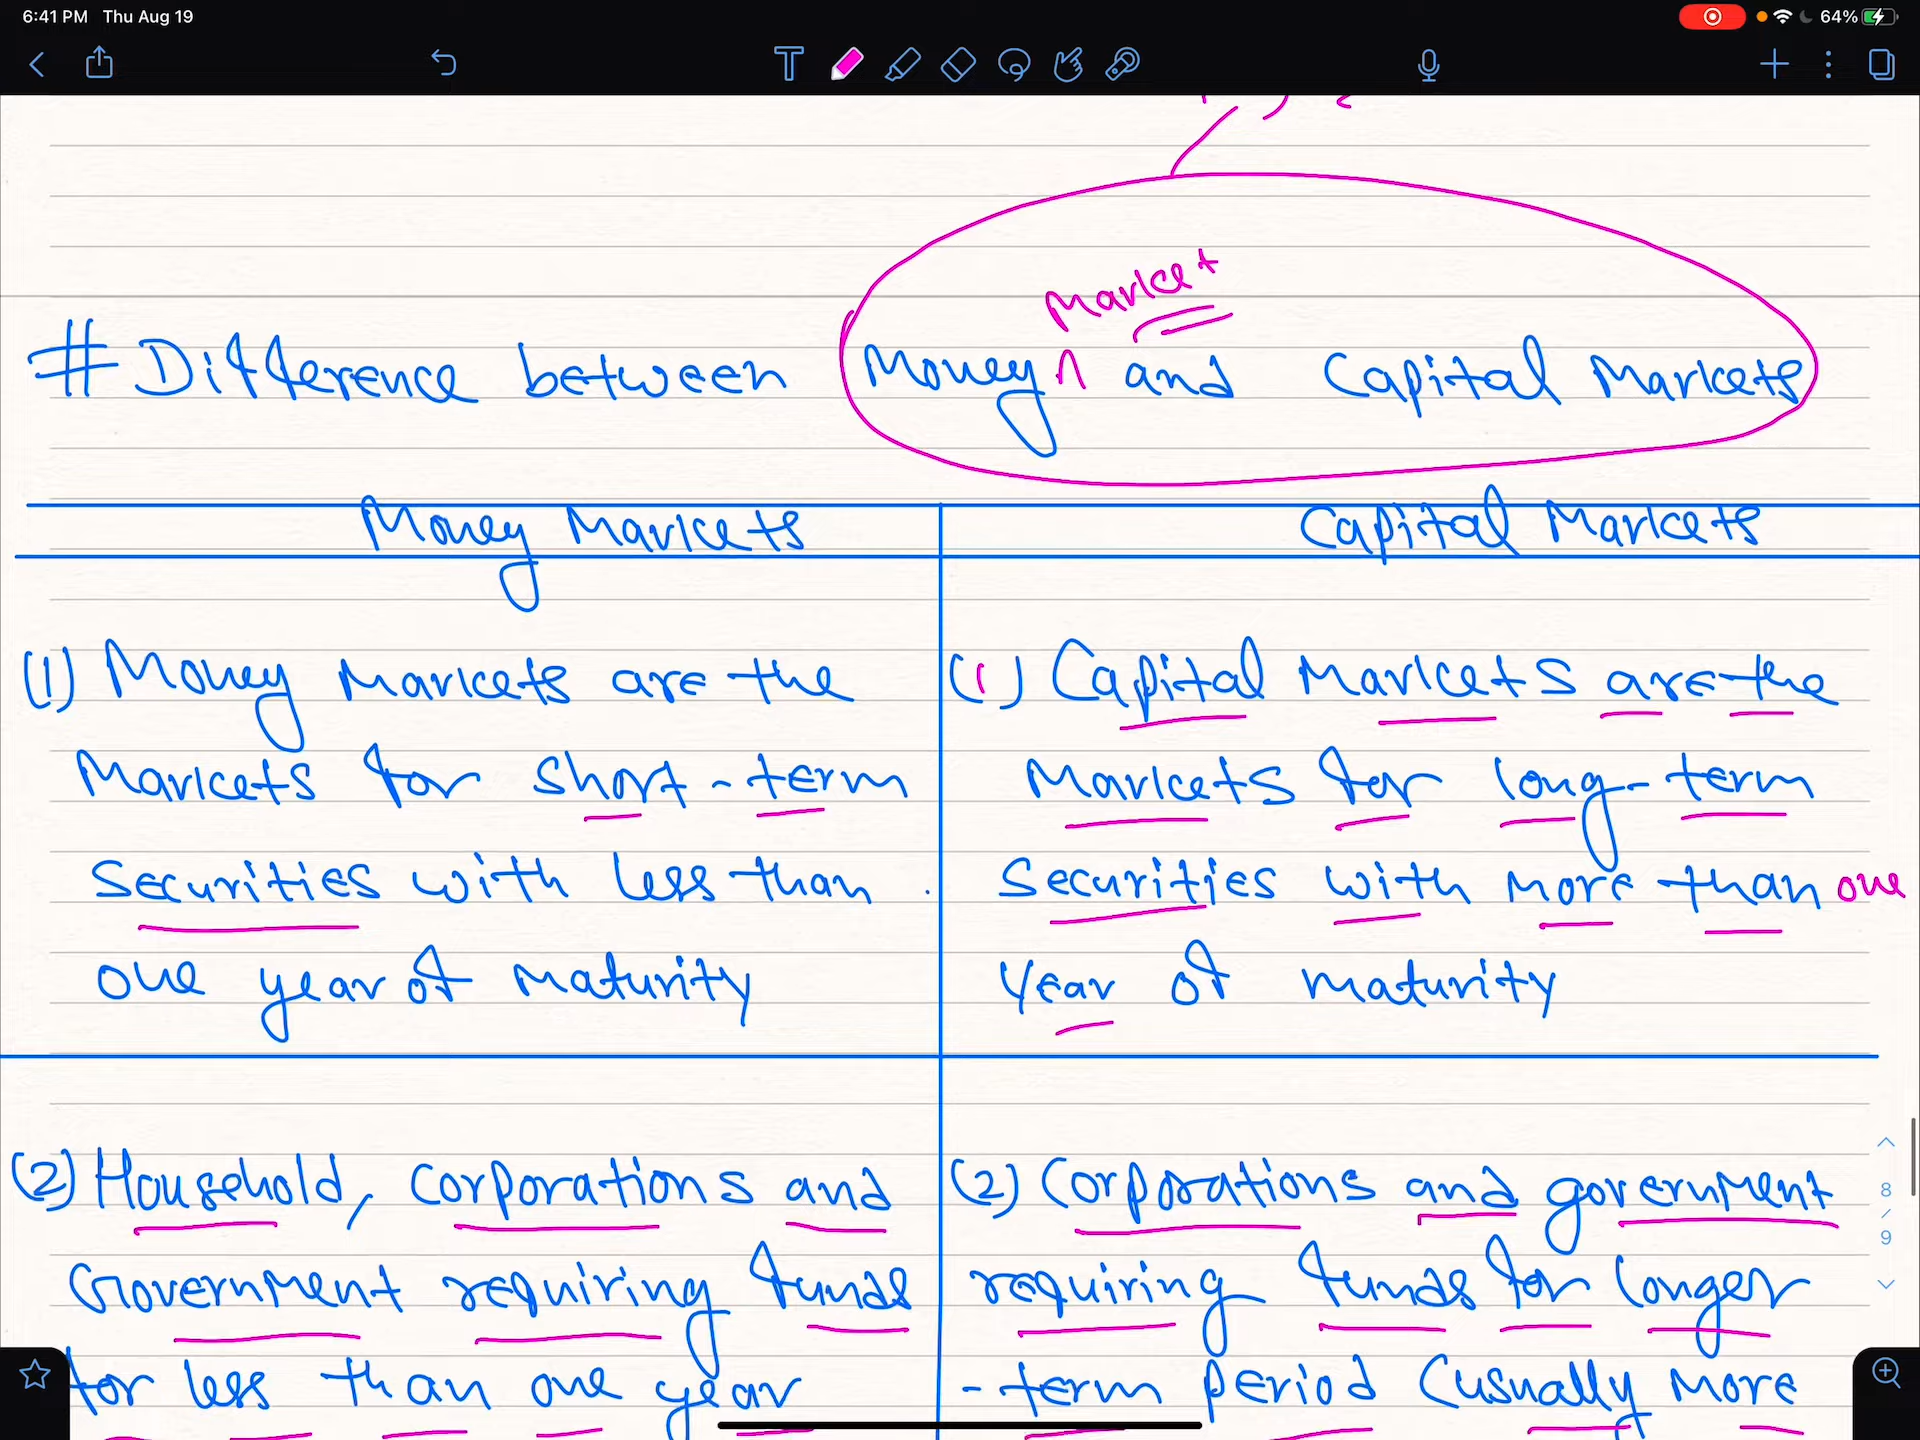 6:41 PM Thu Aug 19
64%
Market
# Difference between Money ^ and Capital Markets
Money Markets
Capital Markets
(1) Money Markets are the
Markets for short-term
securities with less than
one year of maturity
(1) Capital Markets are the
Markets for long-term
securities with more than one
year of maturity
(2) Household, corporations and
Government requiring funds
for less than one year
(2) Corporations and government
requiring funds for longer
-term period (usually more
8
/
9